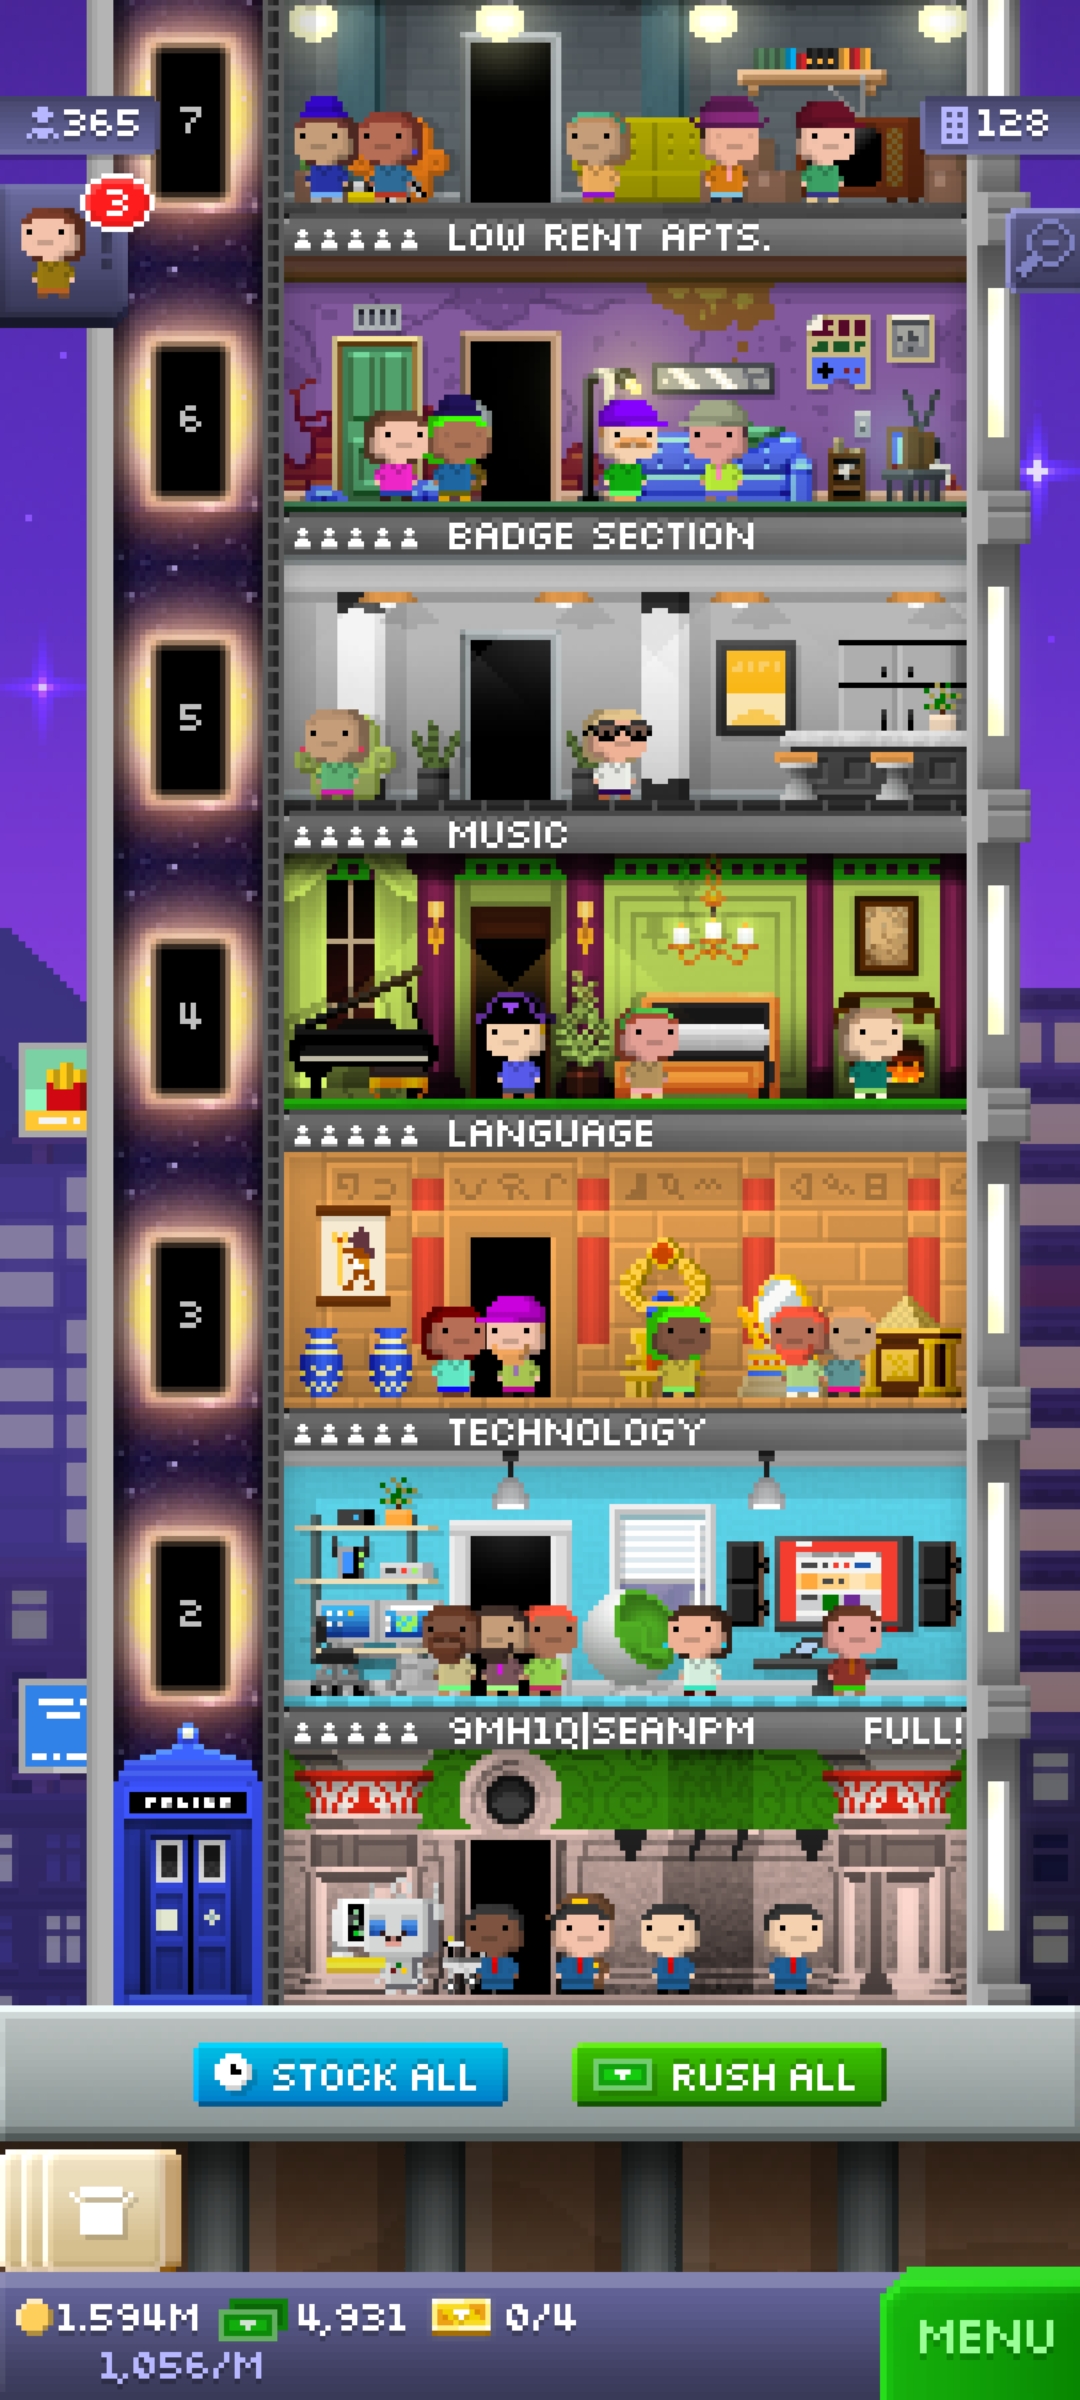 7
365
128
3
LOW RENT APTS.
6
BADGE SECTION
5
MUSIC
4
LANGUAGE
3
TECHNOLOGY
2
9MH1Q|SEANPM FULL!
POLICE
STOCK ALL
RUSH ALL
1.594M 4,931 0/4
1,056/M
MENU